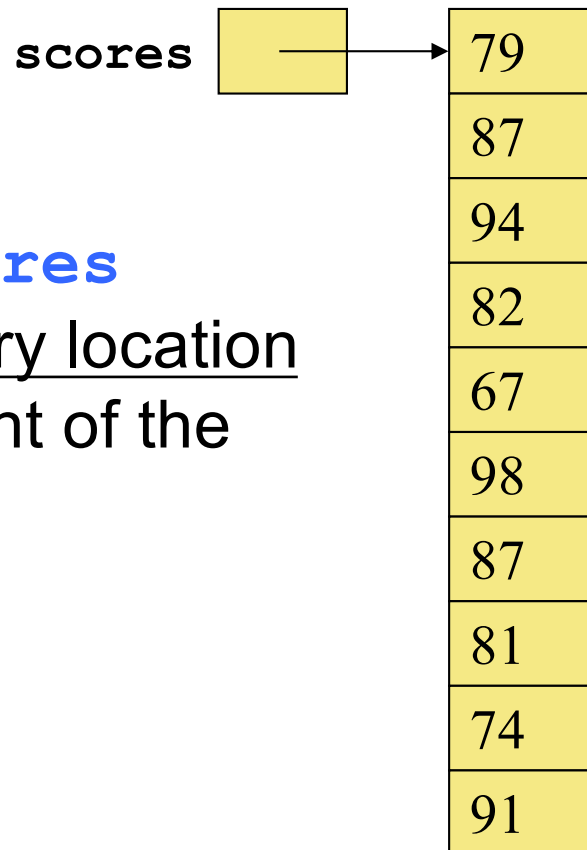 scores
79
87
94
res
ry location
nt of the
82
67
98
87
81
74
91